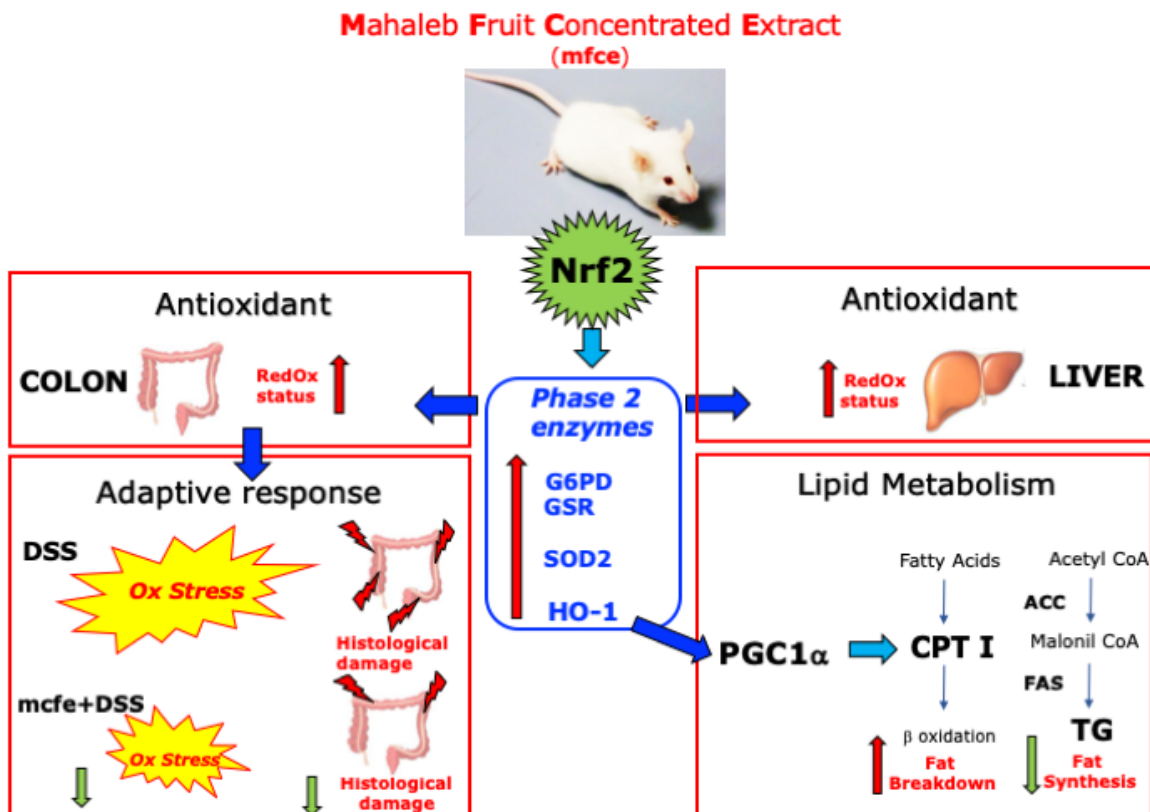 Mahaleb Fruit Concentrated Extract
(mfce)
Nrf2
Antioxidant
COLON
RedOx
status
Antioxidant
RedOx
status
LIVER
Phase 2
enzymes
G6PD
GSR
SOD2
HO-1
Adaptive response
DSS
Ox Stress
Histological
damage
mcfe+DSS
Ox Stress
Histological
damage
Lipid Metabolism
Fatty Acids
Acetyl CoA
ACC
PGC1α
CPT I
Malonil CoA
FAS
TG
β oxidation
Fat
Breakdown
Fat
Synthesis